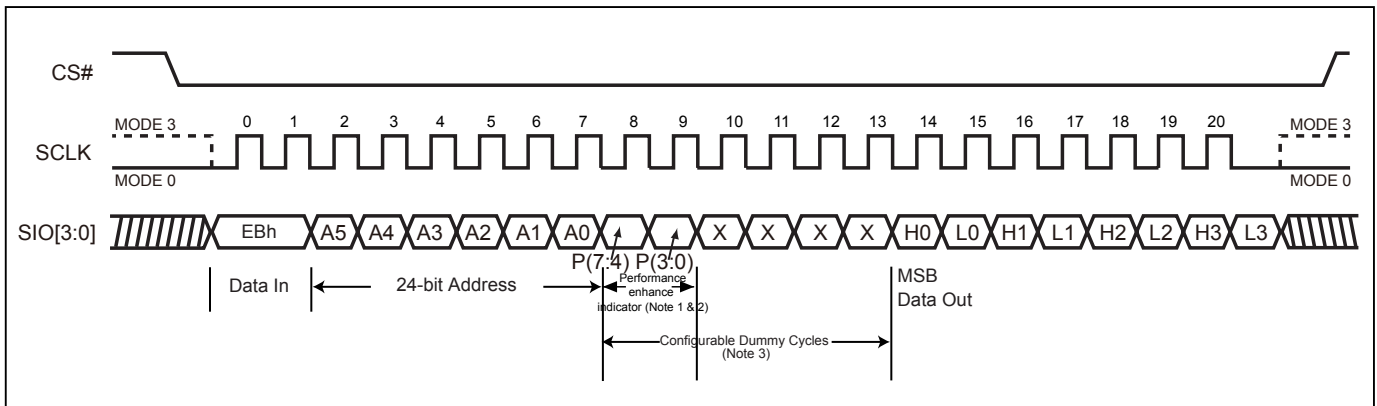 CS#
MODE 3
0 1 2 3 4 5 6 7 8 9 10 11 12 13 14 15 16 17 18 19 20
MODE 3
SCLK
MODE 0
MODE 0
SIO[3:0]
EBh A5 A4 A3 A2 A1 A0 X X X X H0 L0 H1 L1 H2 L2 H3 L3
P(7:4) P(3:0)
Data In
24-bit Address
Performance
enhance
indicator (Note 1 & 2)
MSB
Data Out
Configurable Dummy Cycles
(Note 3)